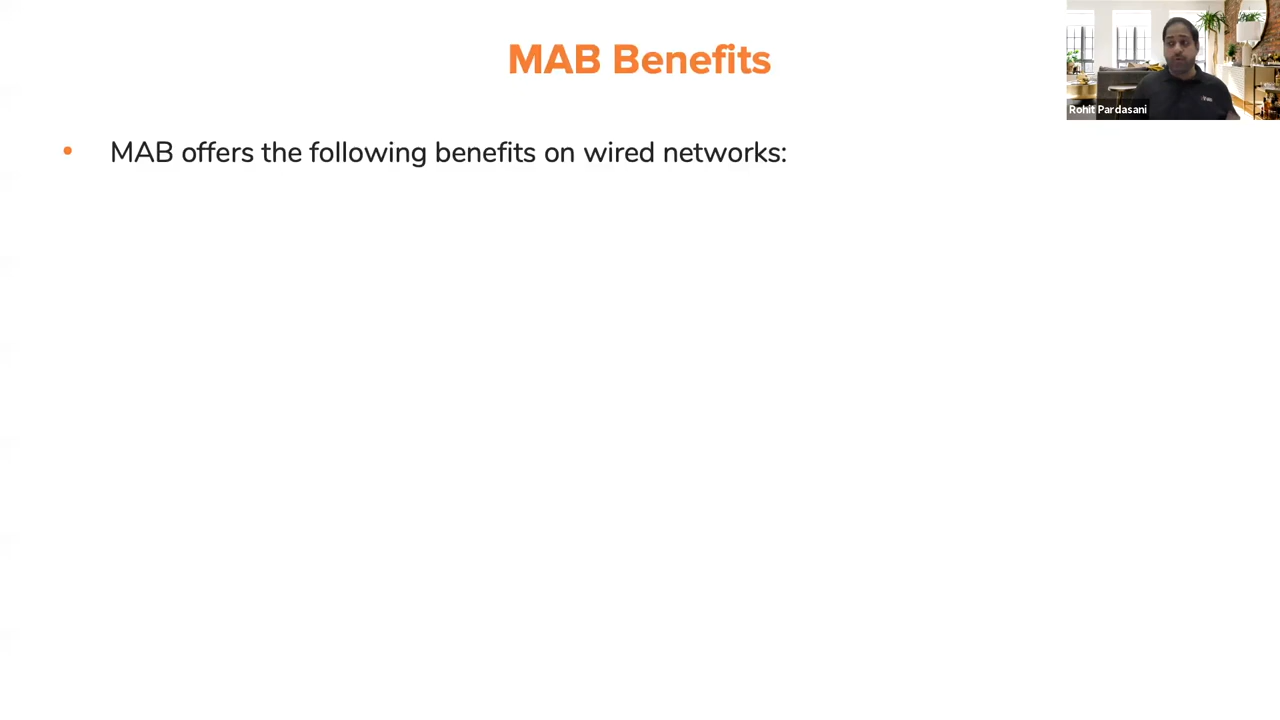 MAB Benefits
Rohit Pardasani
• MAB offers the following benefits on wired networks: